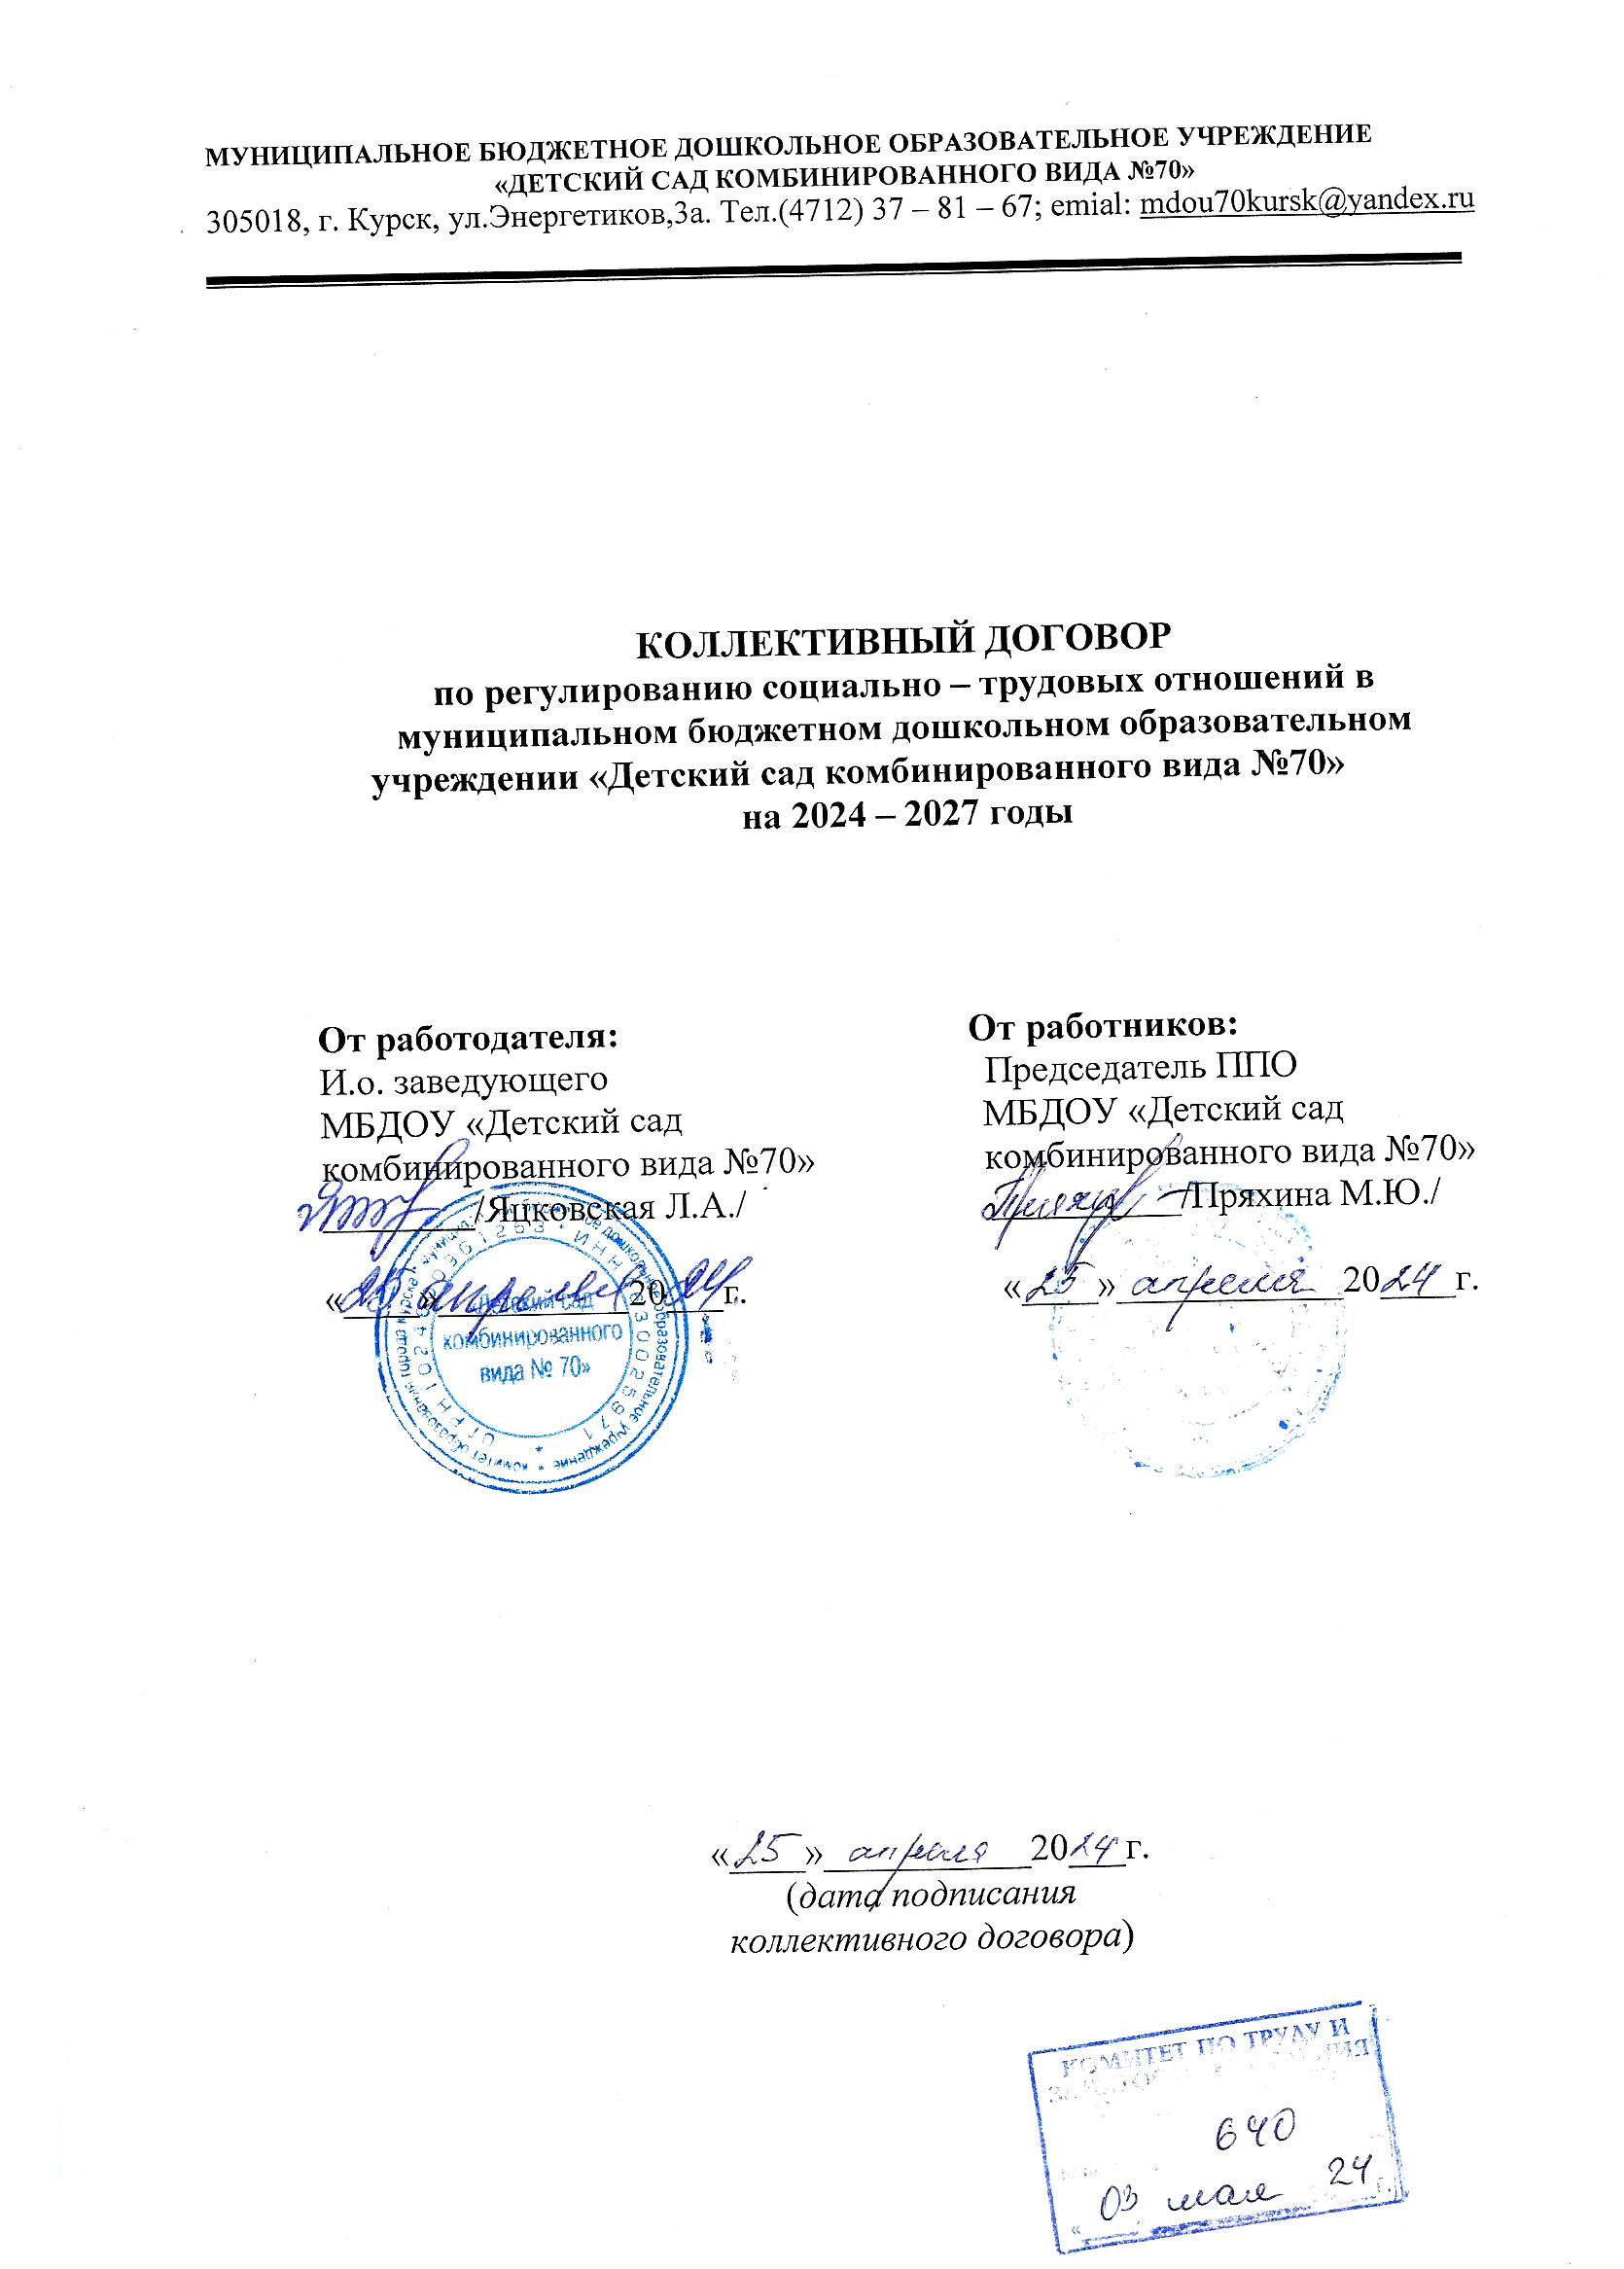 МУНИЦИПАЛЬНОЕ БЮДЖЕТНОЕ ДОШКОЛЬНОЕ ОБРАЗОВАТЕЛЬНОЕ УЧРЕЖДЕНИЕ
«ДЕТСКИЙ САД КОМБИНИРОВАННОГО ВИДА №70»
305018, г. Курск, ул.Энергетиков,3а. Тел.(4712) 37 – 81 – 67; emial: mdou70kursk@yandex.ru
КОЛЛЕКТИВНЫЙ ДОГОВОР
по регулированию социально – трудовых отношений в
муниципальном бюджетном дошкольном образовательном
учреждении «Детский сад комбинированного вида №70»
на 2024 – 2027 годы
От работодателя:
И.о. заведующего
МБДОУ «Детский сад
комбинированного вида №70»
/Яцковская Л.А./
«25» апреля 2024 г.
«Детский сад
комбинированного
вида № 70»
От работников:
Председатель ППО
МБДОУ «Детский сад
комбинированного вида №70»
/Пряхина М.Ю./
«25» апреля 2024 г.
«25» апреля 2024 г.
(дата подписания
коллективного договора)
КОМИТЕТ ПО ТРУДУ И
640
« 03 мая 24 г.